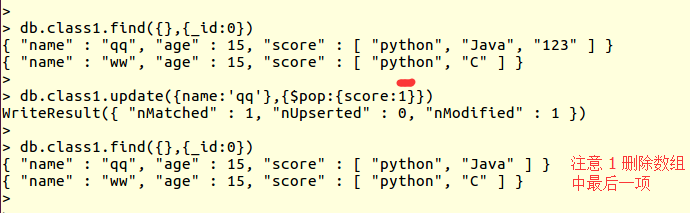 >
> db.class1.find({},{_id:0})
{ "name" : "qq", "age" : 15, "score" : [ "python", "Java", "123" ] }
{ "name" : "ww", "age" : 15, "score" : [ "python", "C" ] }
>
> db.class1.update({name:'qq'},{$pop:{score:1}})
WriteResult({ "nMatched" : 1, "nUpserted" : 0, "nModified" : 1 })
>
> db.class1.find({},{_id:0})
{ "name" : "qq", "age" : 15, "score" : [ "python", "Java" ] }
{ "name" : "ww", "age" : 15, "score" : [ "python", "C" ] }
>
注意 1 删除数组
中最后一项